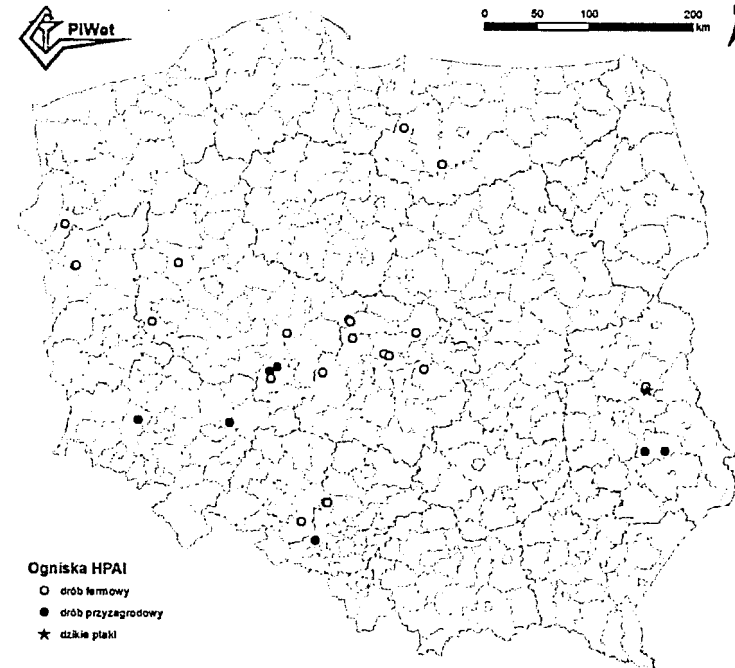 PIWet
0 50 100 200
km
Ogniska HPAI
drób fermowy
drób przyzagrodowy
dzikie ptaki